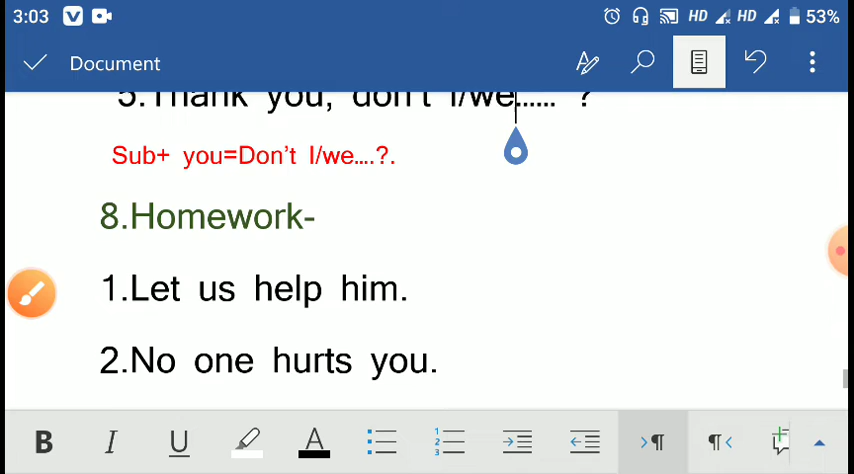 3:03 HD HD 53%
Document
5.Thank you, don't I/we...... ?
Sub+ you=Don't I/we....?.
8.Homework-
1.Let us help him.
2.No one hurts you.
B I U A